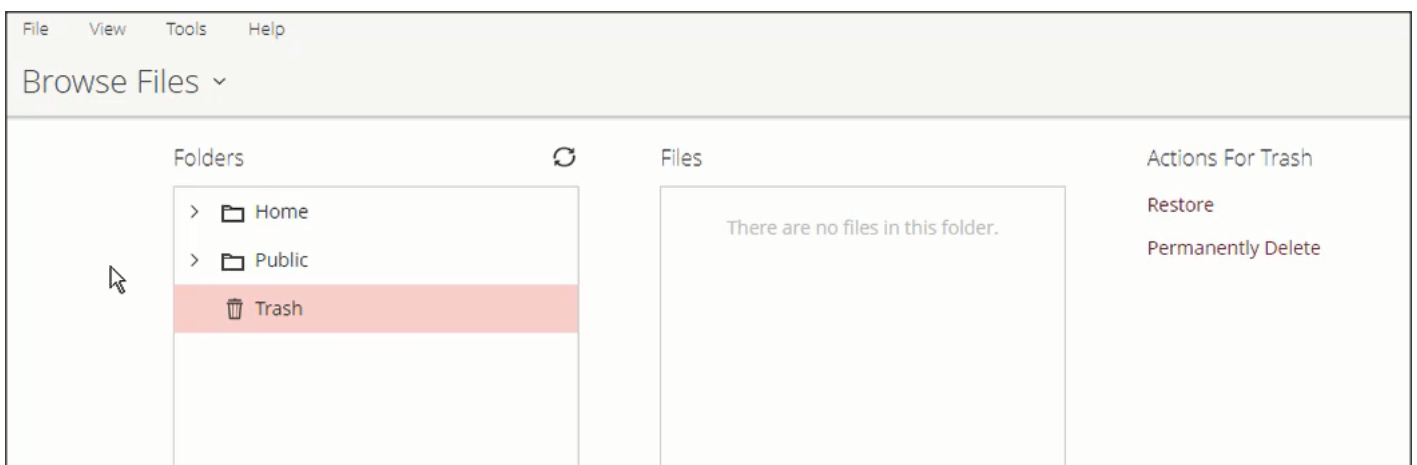 File View Tools Help
Browse Files
Folders
Home
Public
Trash
Files
There are no files in this folder.
Actions For Trash
Restore
Permanently Delete